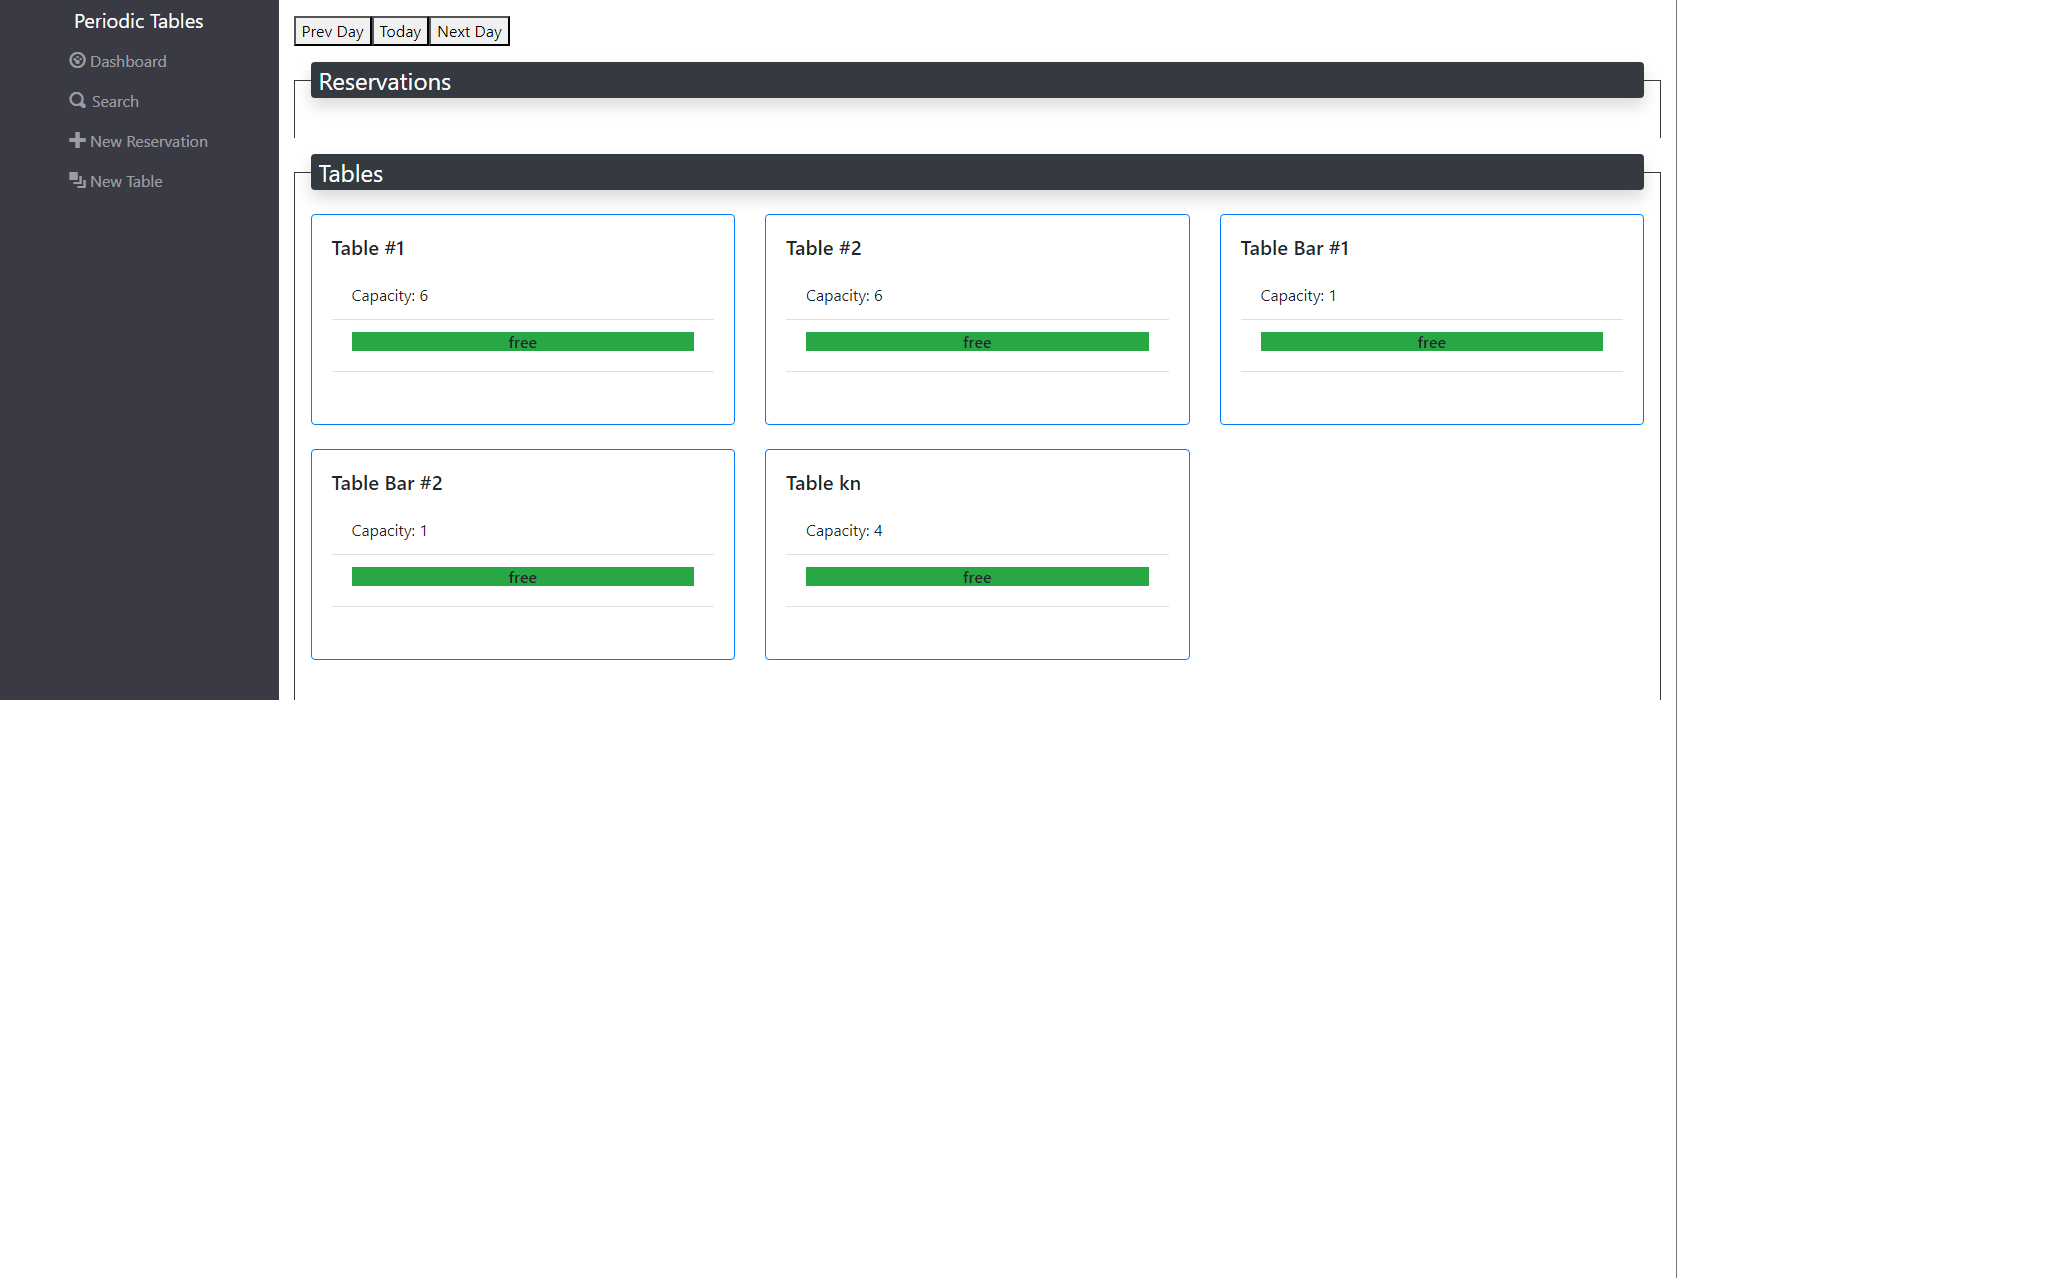 Periodic Tables
Dashboard
Search
New Reservation
New Table
Prev Day Today Next Day
Reservations
Tables
Table #1
Capacity: 6
free
Table #2
Capacity: 6
free
Table Bar #1
Capacity: 1
free
Table Bar #2
Capacity: 1
free
Table kn
Capacity: 4
free